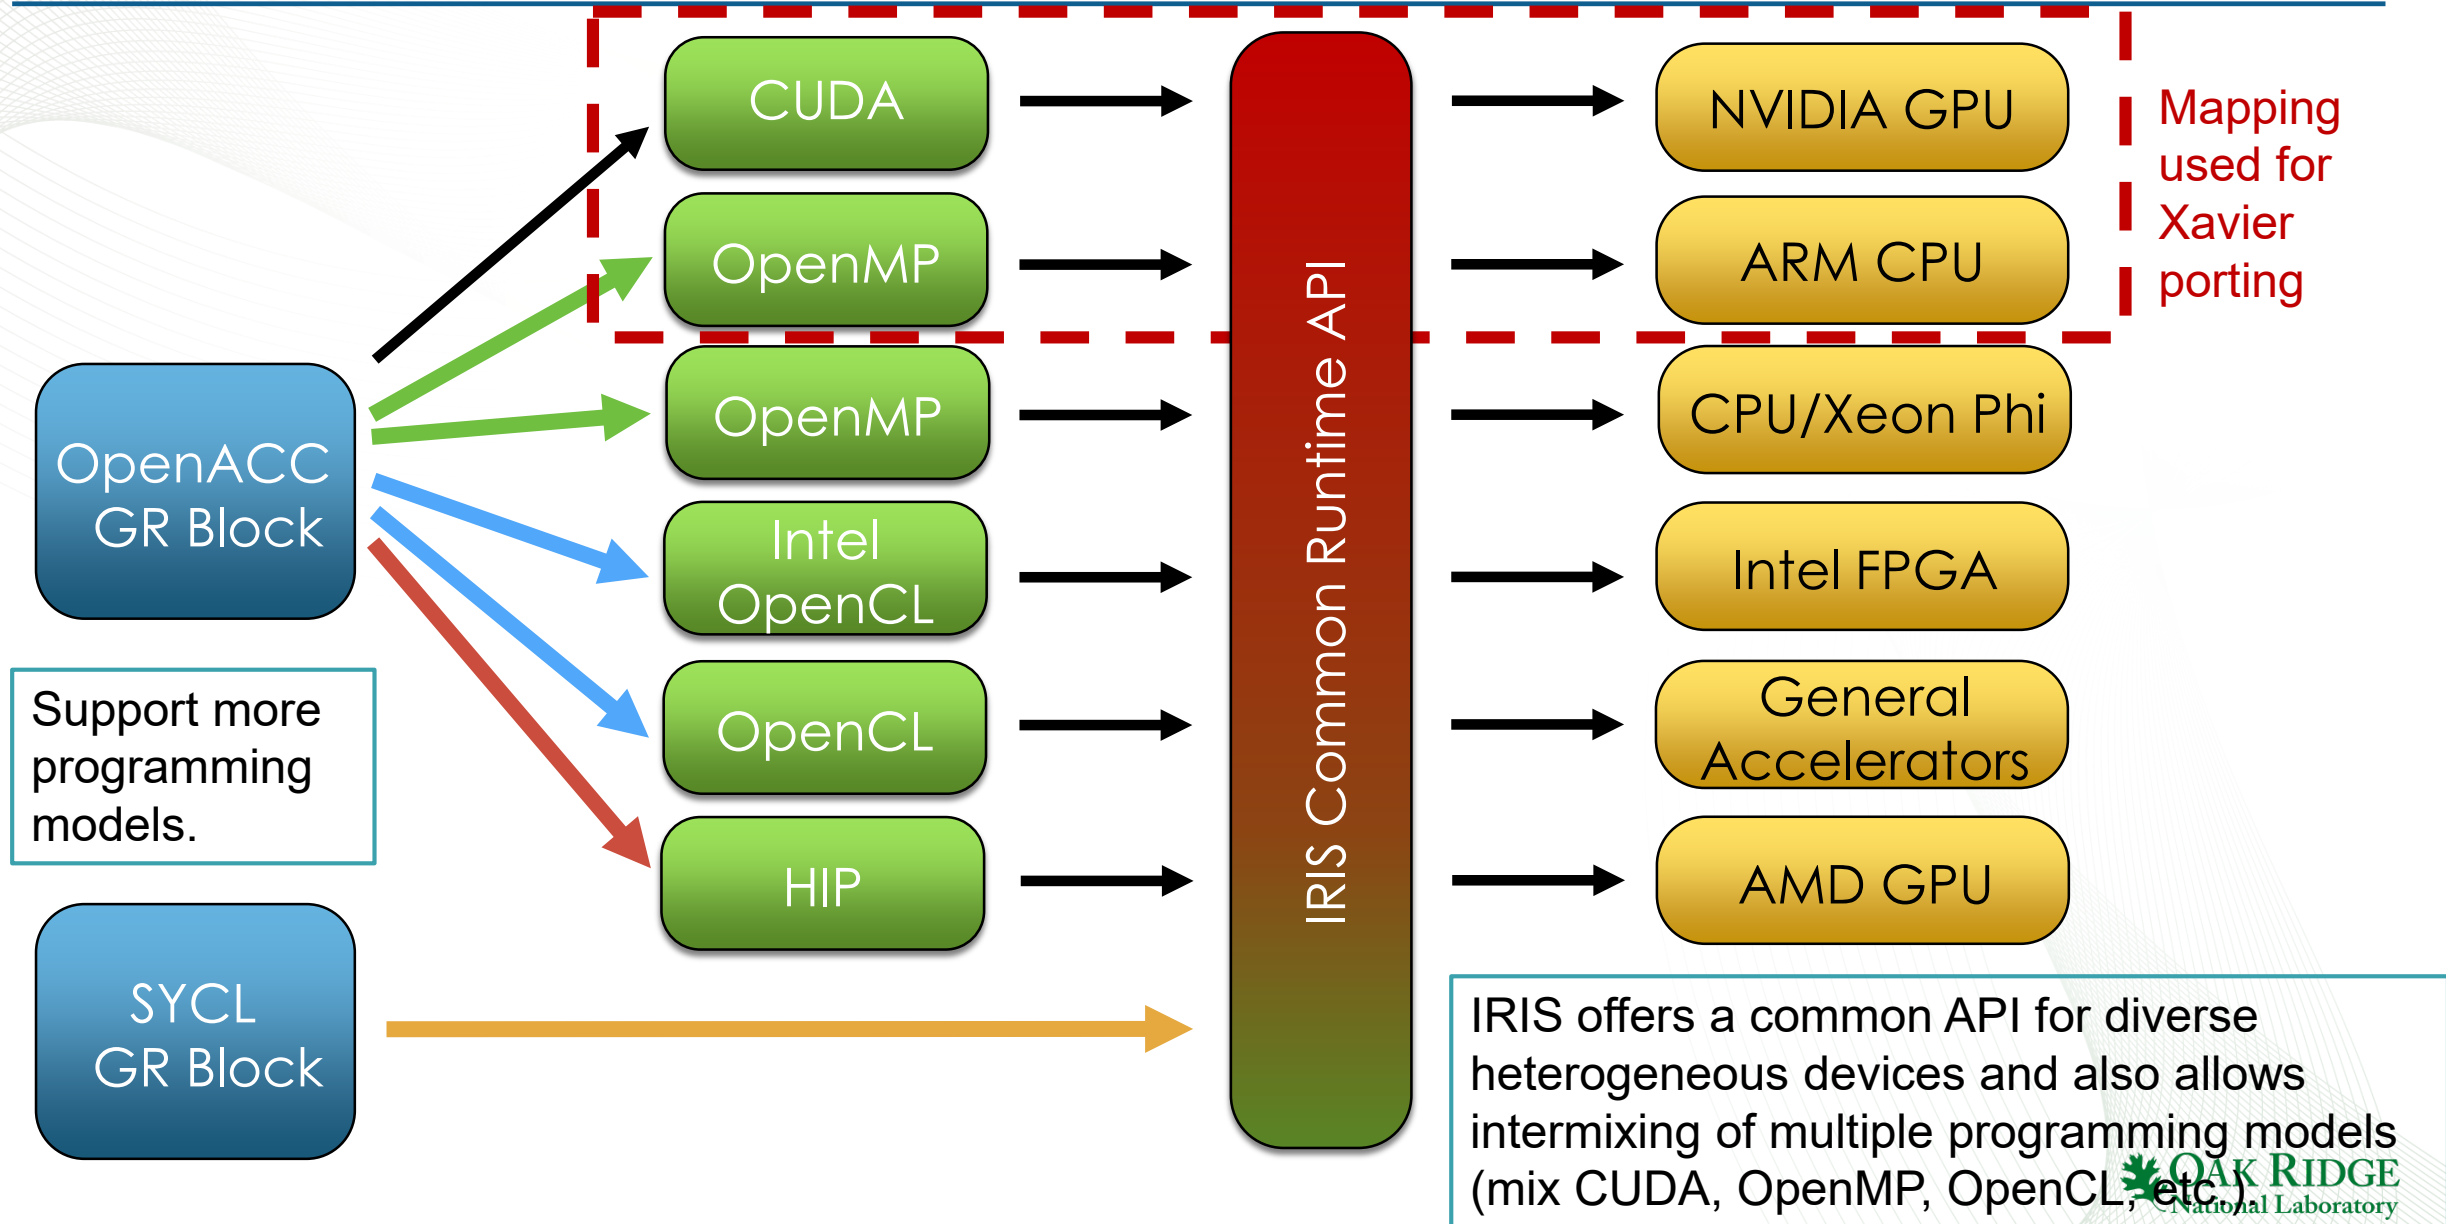 CUDA
NVIDIA GPU
Mapping
used for
Xavier
porting
OpenMP
ARM CPU
OpenMP
CPU/Xeon Phi
OpenACC
GR Block
Intel
OpenCL
Intel FPGA
IRIS Common Runtime API
Support more
programming
models.
OpenCL
General
Accelerators
HIP
AMD GPU
SYCL
GR Block
IRIS offers a common API for diverse
heterogeneous devices and also allows
intermixing of multiple programming models
(mix CUDA, OpenMP, OpenCL, etc.).
OAK RIDGE
National Laboratory